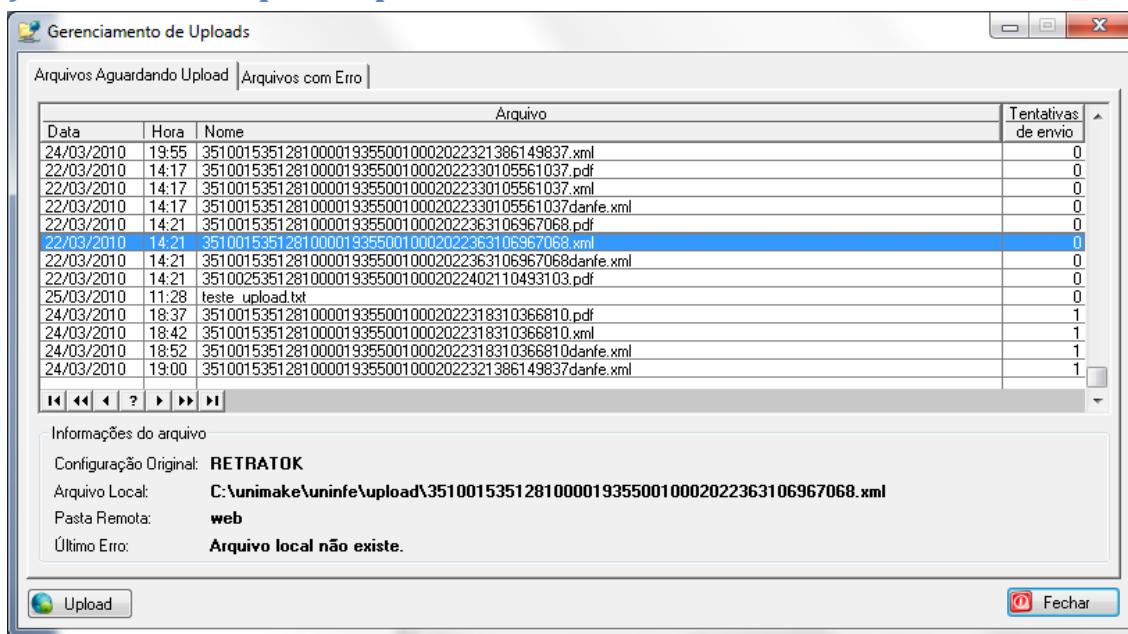 Gerenciamento de Uploads
Arquivos Aguardando Upload Arquivos com Erro
Arquivo Tentativas
Data Hora Nome de envio
24/03/2010 19:55 35100153512810000193550010002022321386149837.xml 0
22/03/2010 14:17 35100153512810000193550010002022330105561037.pdf 0
22/03/2010 14:17 35100153512810000193550010002022330105561037.xml 0
22/03/2010 14:17 35100153512810000193550010002022330105561037danfe.xml 0
22/03/2010 14:21 35100153512810000193550010002022363106967068.pdf 0
22/03/2010 14:21 35100153512810000193550010002022363106967068.xml 0
22/03/2010 14:21 35100153512810000193550010002022363106967068danfe.xml 0
22/03/2010 14:21 35100253512810000193550010002022402110493103.pdf 0
25/03/2010 11:28 teste_upload.txt 0
24/03/2010 18:37 35100153512810000193550010002022318310366810.pdf 1
24/03/2010 18:42 35100153512810000193550010002022318310366810.xml 1
24/03/2010 18:52 35100153512810000193550010002022318310366810danfe.xml 1
24/03/2010 19:00 35100153512810000193550010002022321386149837danfe.xml 1
?
Informações do arquivo
Configuração Original: RETRATOK
Arquivo Local: C:\unimake\uninfe\upload\35100153512810000193550010002022363106967068.xml
Pasta Remota: web
Último Erro: Arquivo local não existe.
Upload Fechar